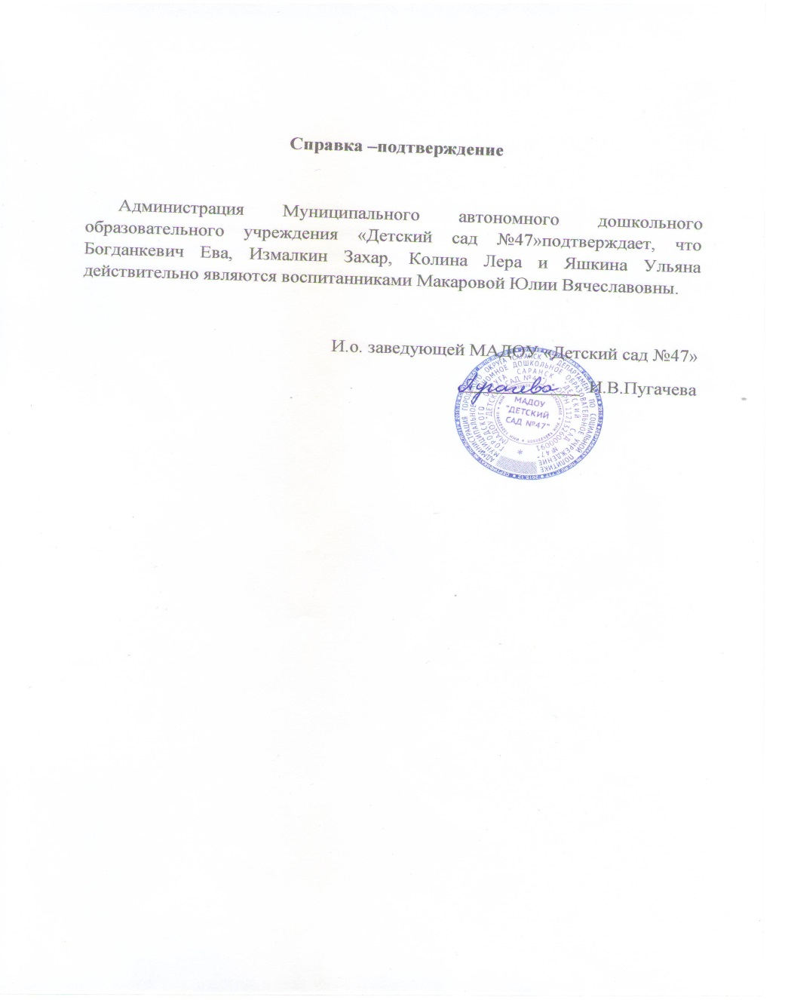 Справка –подтверждение
Администрация Муниципального автономного дошкольного
образовательного учреждения «Детский сад №47»подтверждает, что
Богданкевич Ева, Измалкин Захар, Колина Лера и Яшкина Ульяна
действительно являются воспитанниками Макаровой Юлии Вячеславовны.
И.о. заведующей МАДОУ «Детский сад №47»
И.В.Пугачева
МАДОУ
"ДЕТСКИЙ
САД №47"